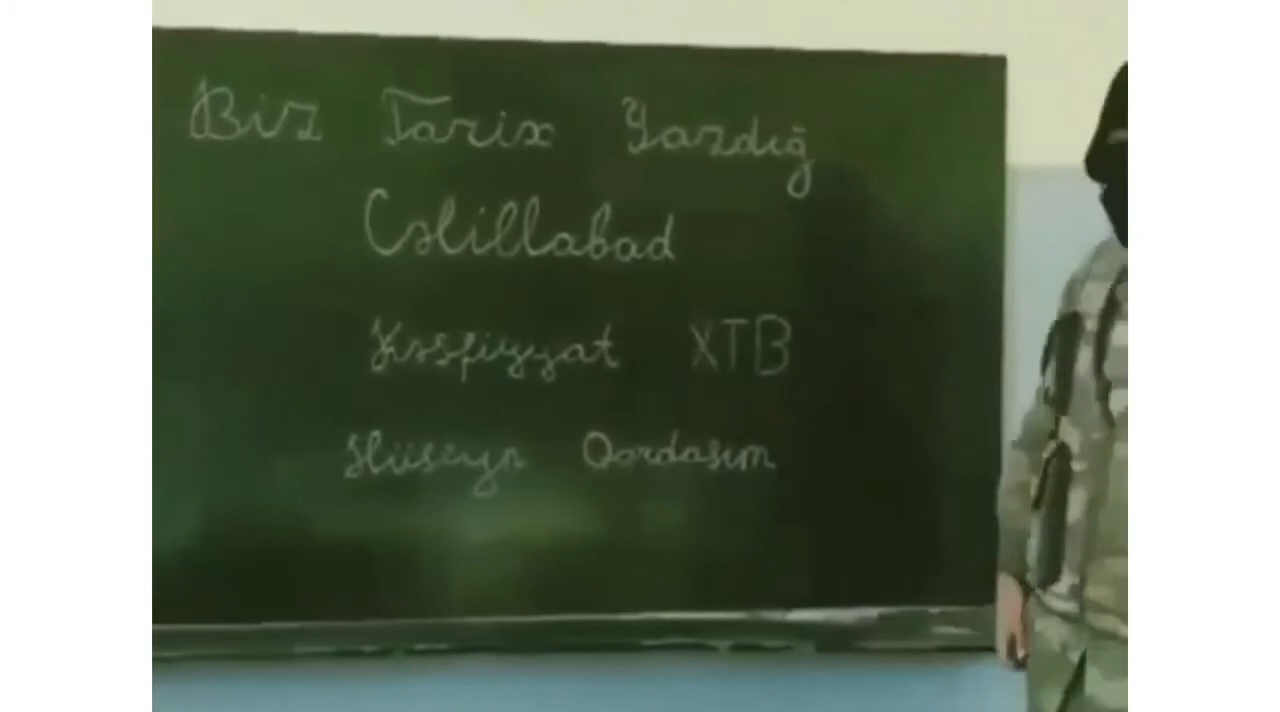 Biz Tarix Yazdığ
Cəlillabad
Kəşfiyyat XTB
Hüseyn Qardaşım